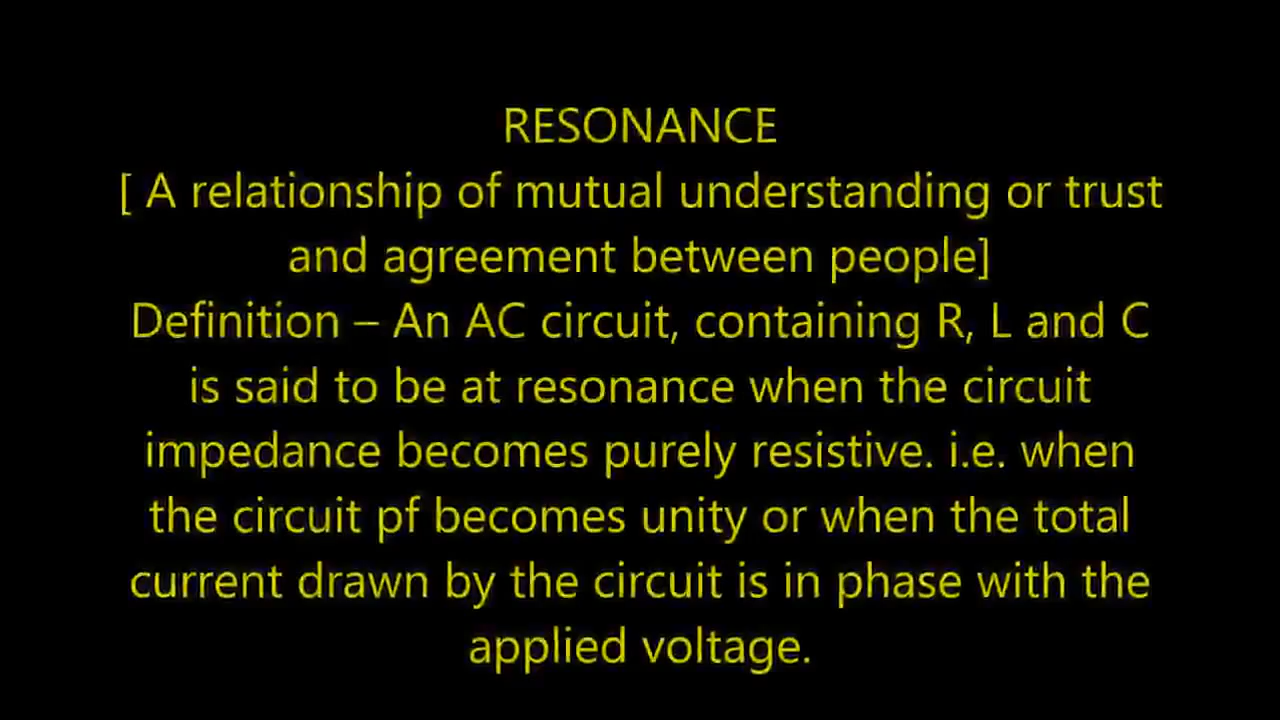 RESONANCE
[ A relationship of mutual understanding or trust
and agreement between people]
Definition – An AC circuit, containing R, L and C
is said to be at resonance when the circuit
impedance becomes purely resistive. i.e. when
the circuit pf becomes unity or when the total
current drawn by the circuit is in phase with the
applied voltage.